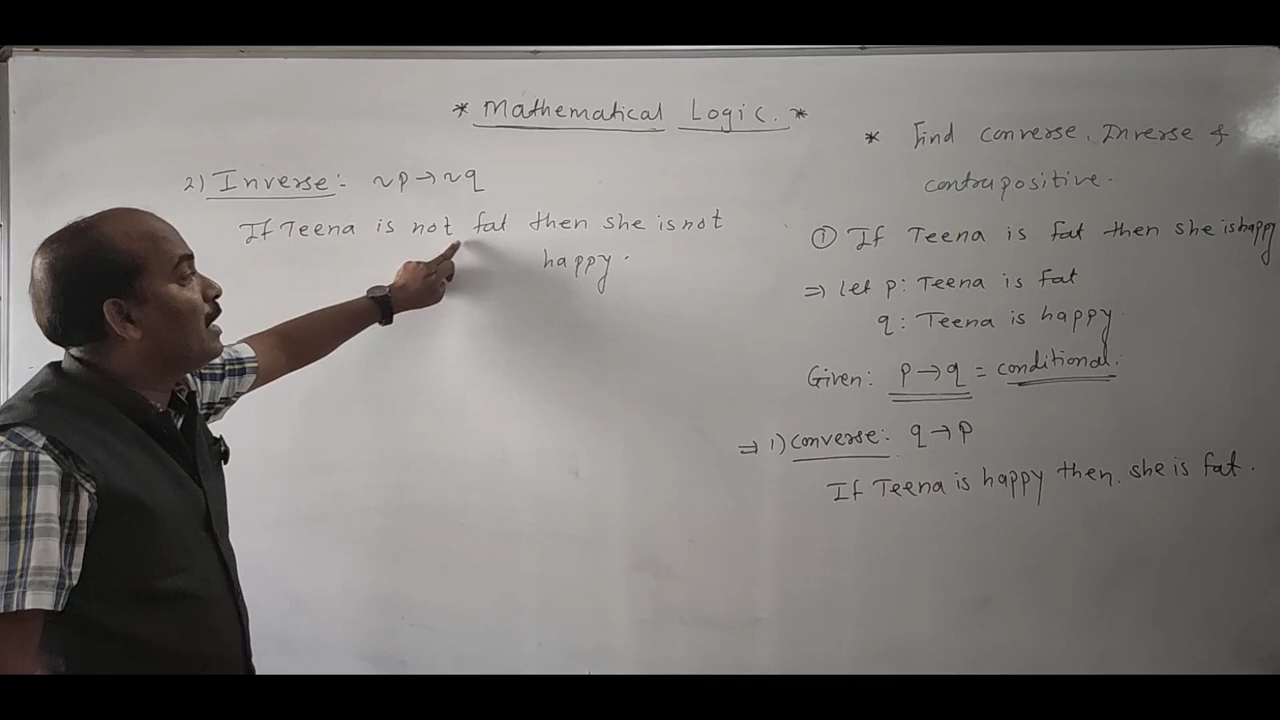 * Mathematical Logic. *
2) Inverse:- ~p→~q
If Teena is not fat then she is not
happy.
* Find converse, Inverse &
contrapositive.
① If Teena is fat then she is happy
=> Let p: Teena is fat
q: Teena is happy
Given: p→q = conditional.
=> 1) Converse:- q→p
If Teena is happy then she is fat.